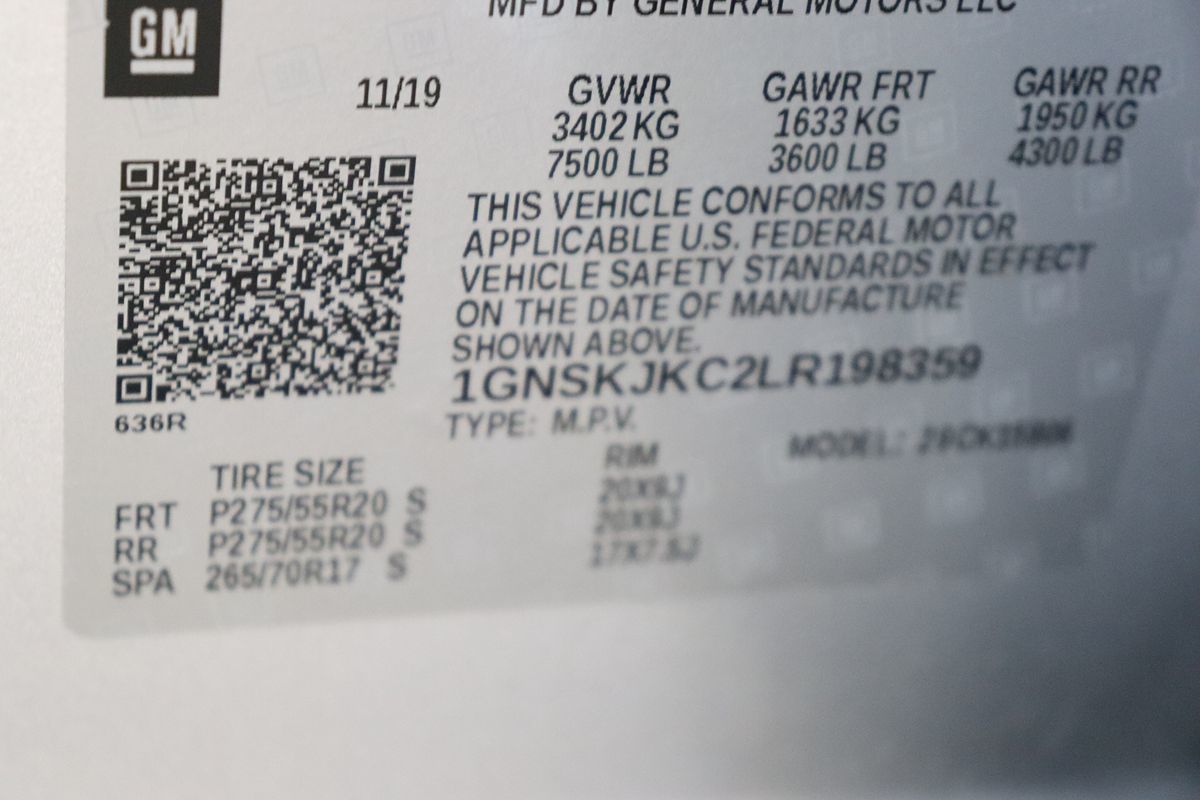 MFD BY GENERAL MOTORS LLC
GM
11/19 GVWR GAWR FRT GAWR RR
3402 KG 1633 KG 1950 KG
7500 LB 3600 LB 4300 LB
THIS VEHICLE CONFORMS TO ALL
APPLICABLE U.S. FEDERAL MOTOR
VEHICLE SAFETY STANDARDS IN EFFECT
ON THE DATE OF MANUFACTURE
SHOWN ABOVE.
1GNSKJKC2LR198359
636R
TYPE: M.P.V. MODEL:
TIRE SIZE RIM
FRT P275/55R20 S 20X9J
RR P275/55R20 S 20X9J
SPA 265/70R17 S 17X7.5J